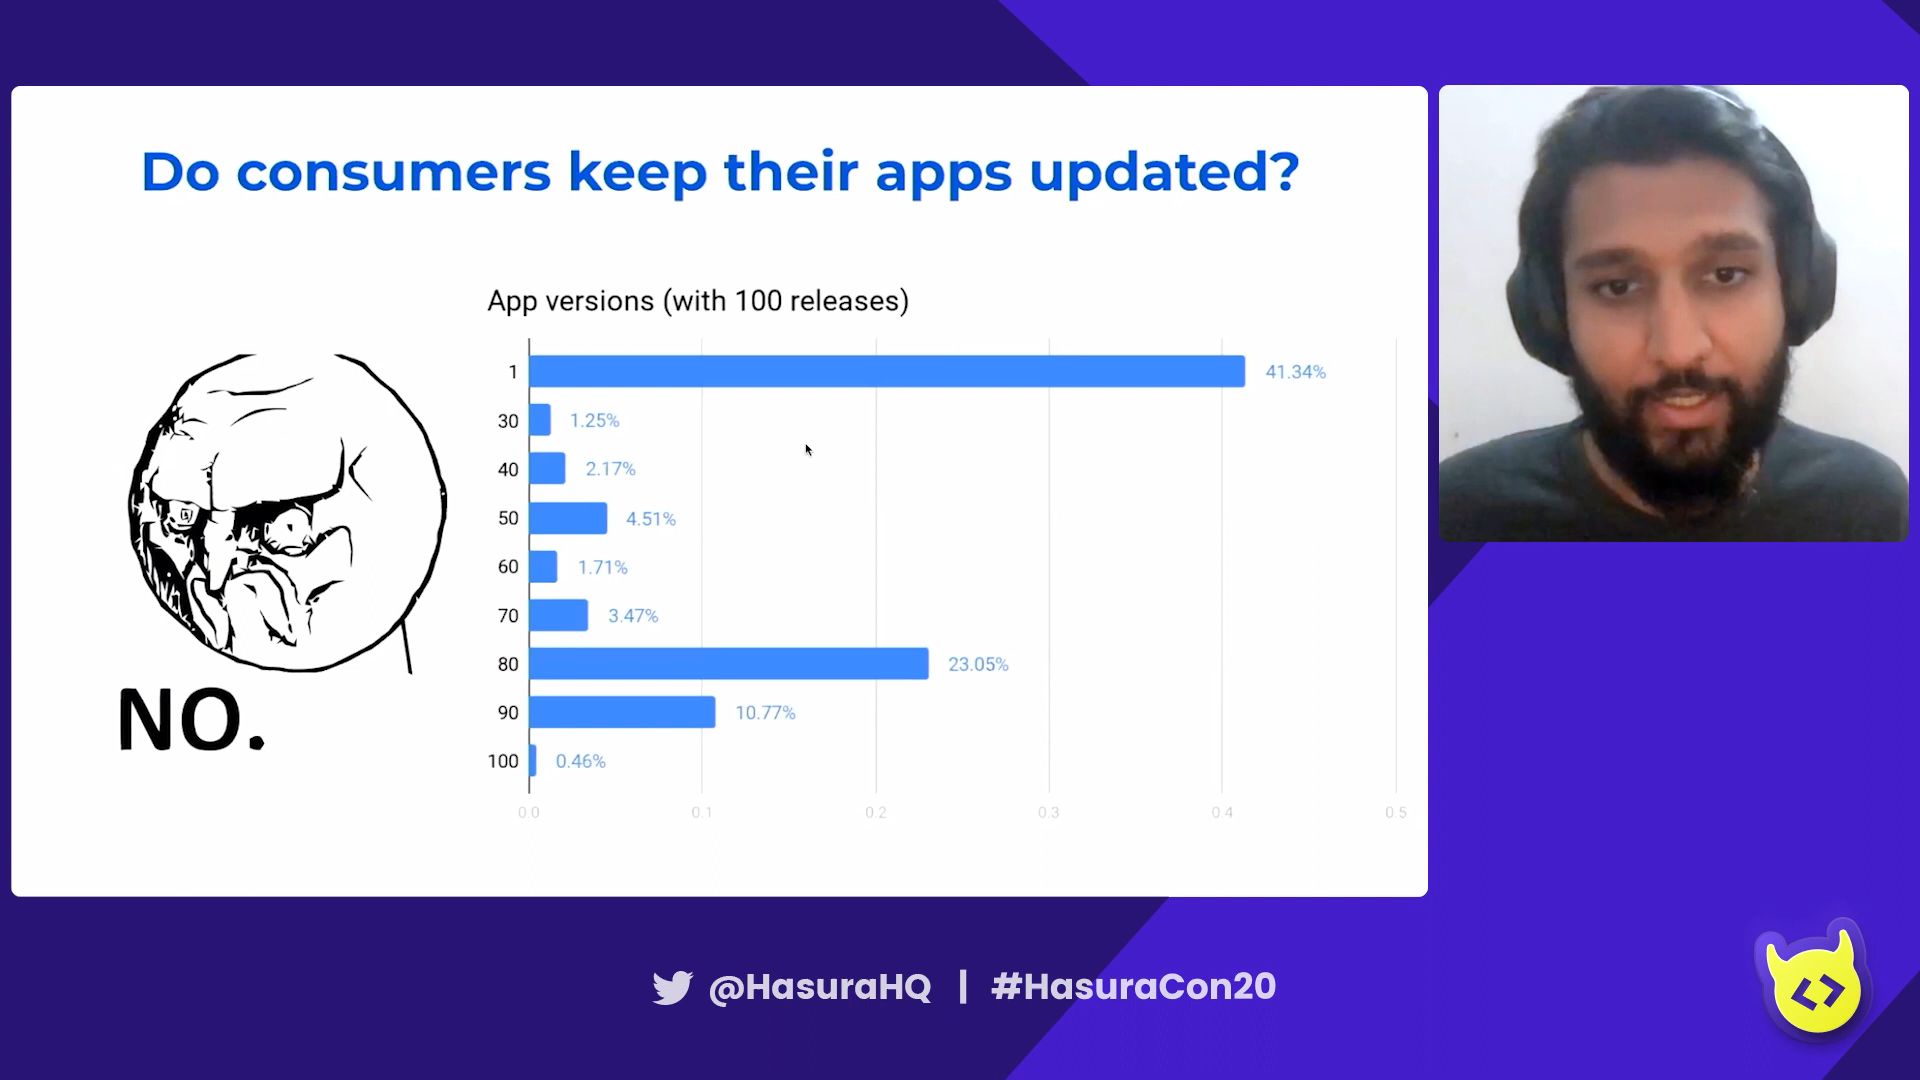 Do consumers keep their apps updated?
App versions (with 100 releases)
1 41.34%
30 1.25%
40 2.17%
50 4.51%
60 1.71%
70 3.47%
80 23.05%
90 10.77%
100 0.46%
0.0 0.1 0.2 0.3 0.4 0.5
NO.
@HasuraHQ | #HasuraCon20